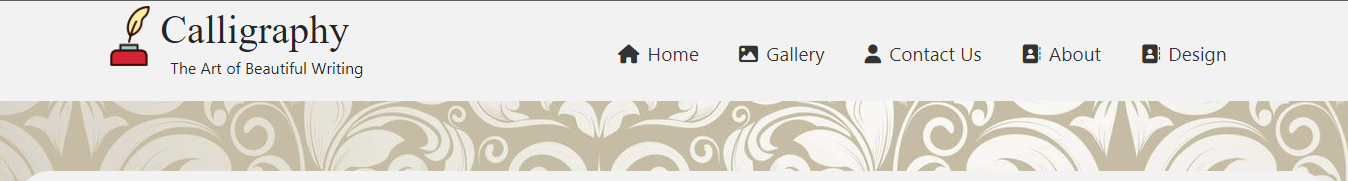 Calligraphy
The Art of Beautiful Writing
Home Gallery Contact Us About Design